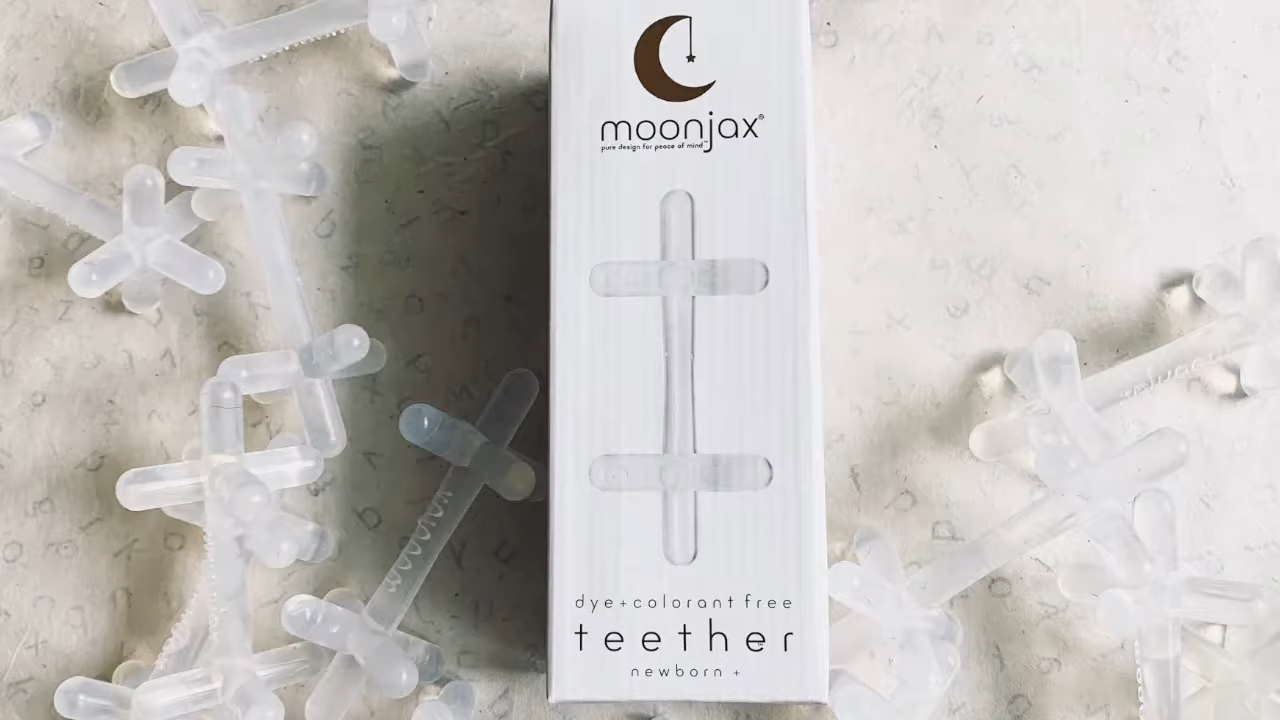 moonjax®
pure design for peace of mind™
dye+colorant free
teether
newborn +